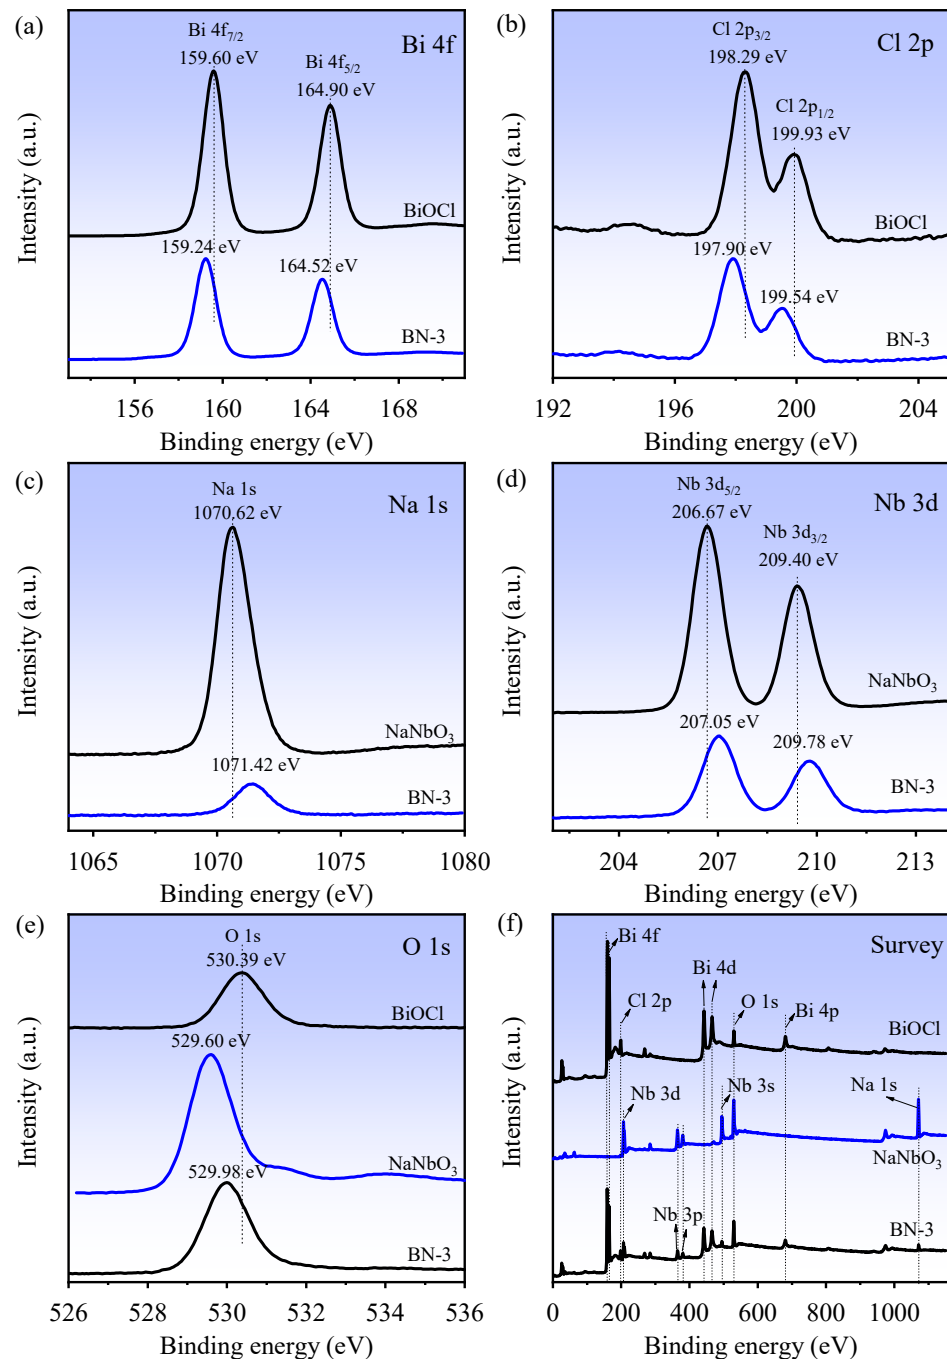 (a)
Bi 4f7/2
159.60 eV
Bi 4f5/2
164.90 eV
Bi 4f
BiOCl
159.24 eV
164.52 eV
BN-3
Intensity (a.u.)
156 160 164 168
Binding energy (eV)
(b)
Cl 2p3/2
198.29 eV
Cl 2p
Cl 2p1/2
199.93 eV
BiOCl
197.90 eV
199.54 eV
BN-3
Intensity (a.u.)
192 196 200 204
Binding energy (eV)
(c)
Na 1s
1070.62 eV
Na 1s
NaNbO3
1071.42 eV
BN-3
Intensity (a.u.)
1065 1070 1075 1080
Binding energy (eV)
(d)
Nb 3d5/2
206.67 eV
Nb 3d
Nb 3d3/2
209.40 eV
NaNbO3
207.05 eV
209.78 eV
BN-3
Intensity (a.u.)
204 207 210 213
Binding energy (eV)
(e)
O 1s
530.39 eV
O 1s
BiOCl
529.60 eV
NaNbO3
529.98 eV
BN-3
Intensity (a.u.)
526 528 530 532 534 536
Binding energy (eV)
(f)
Bi 4f
Survey
Cl 2p
Bi 4d
O 1s
Bi 4p
BiOCl
Nb 3d
Nb 3s
Na 1s
NaNbO3
Nb 3p
BN-3
Intensity (a.u.)
0 200 400 600 800 1000
Binding energy (eV)